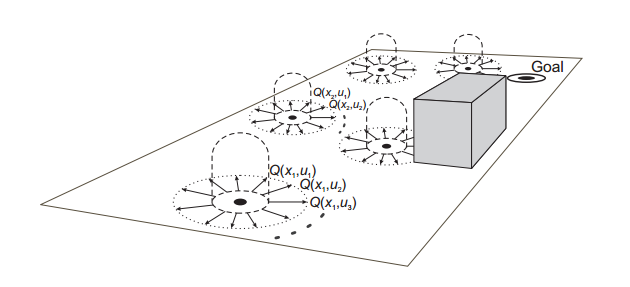 Goal
Q(x₂,u₁)
Q(x₂,u₂)
Q(x₁,u₁)
Q(x₁,u₂)
Q(x₁,u₃)